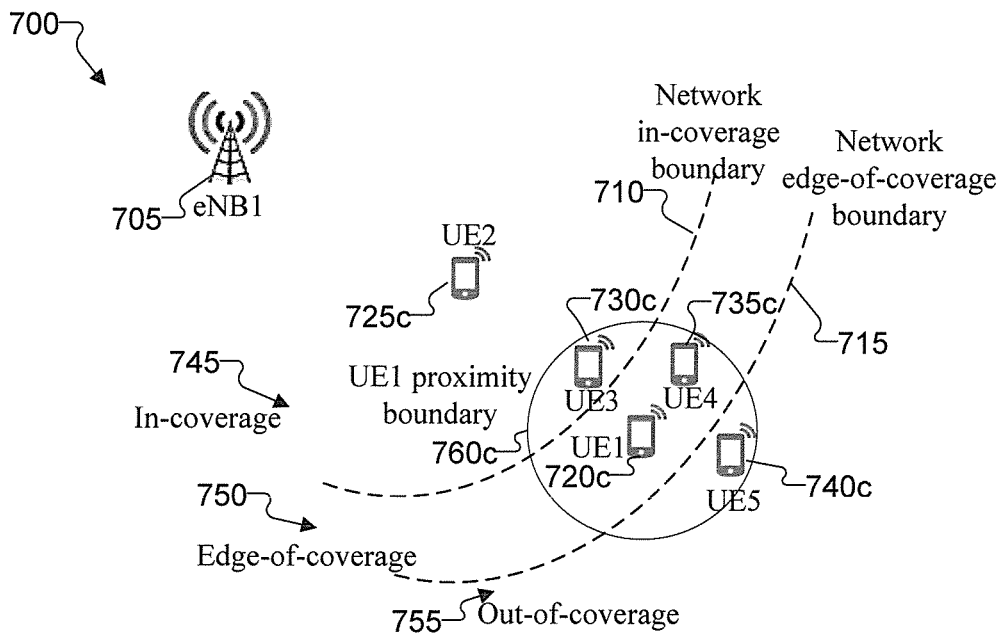 700
705
eNB1
Network
in-coverage
boundary
710
Network
edge-of-coverage
boundary
UE2
725c
730c
735c
715
745
In-coverage
UE1 proximity
boundary
760c
UE3
UE4
UE1
720c
UE5
740c
750
Edge-of-coverage
755
Out-of-coverage